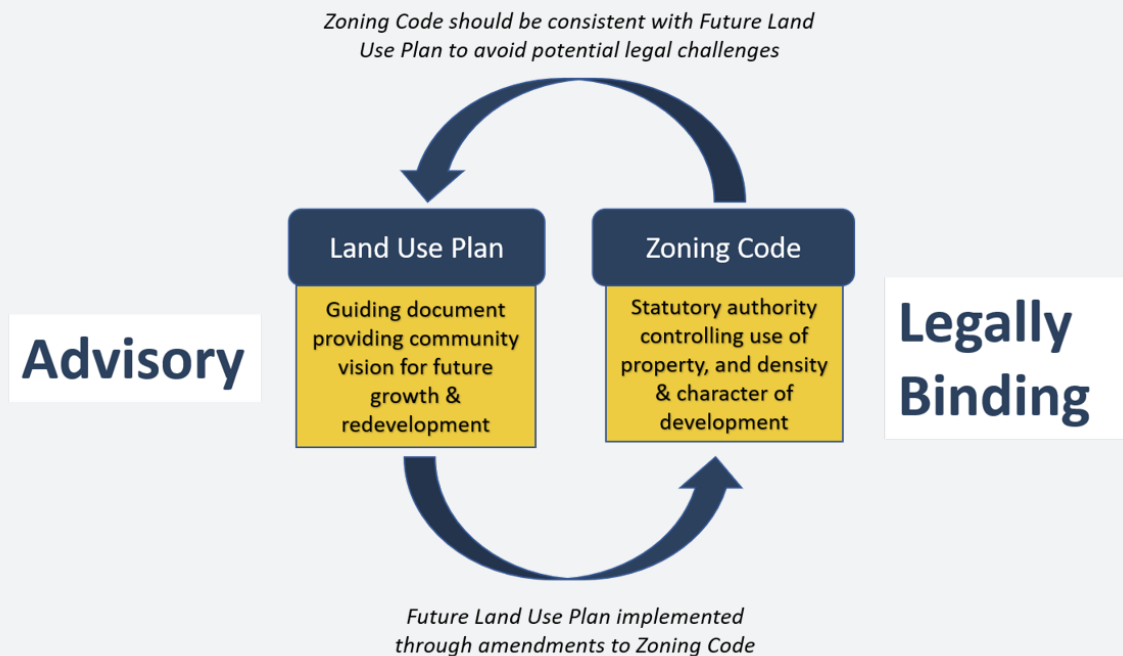 Zoning Code should be consistent with Future Land
Use Plan to avoid potential legal challenges
Land Use Plan
Guiding document
providing community
vision for future
growth &
redevelopment
Zoning Code
Statutory authority
controlling use of
property, and density
& character of
development
Advisory
Legally
Binding
Future Land Use Plan implemented
through amendments to Zoning Code